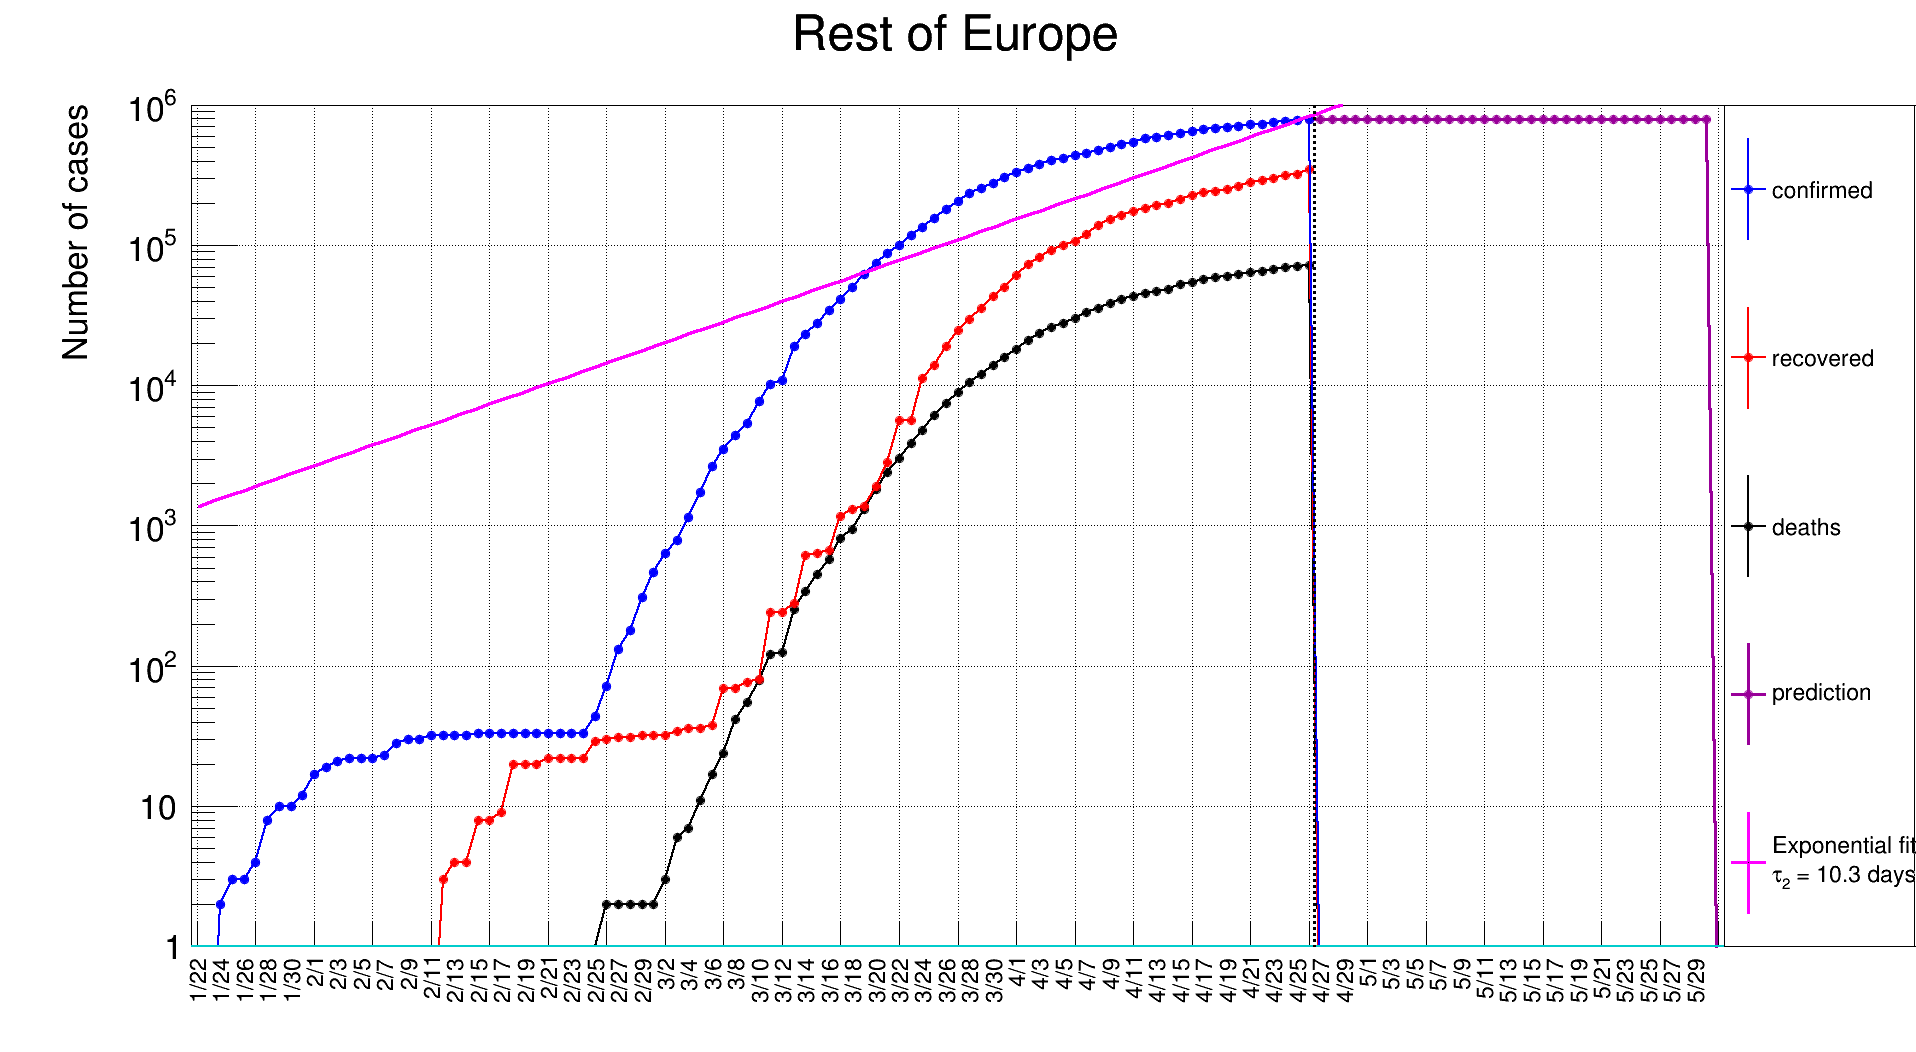 Rest of Europe
Number of cases
10^6
10^5
10^4
10^3
10^2
10
1
1/22 1/24 1/26 1/28 1/30 2/1 2/3 2/5 2/7 2/9 2/11 2/13 2/15 2/17 2/19 2/21 2/23 2/25 2/27 2/29 3/2 3/4 3/6 3/8 3/10 3/12 3/14 3/16 3/18 3/20 3/22 3/24 3/26 3/28 3/30 4/1 4/3 4/5 4/7 4/9 4/11 4/13 4/15 4/17 4/19 4/21 4/23 4/25 4/27 4/29 5/1 5/3 5/5 5/7 5/9 5/11 5/13 5/15 5/17 5/19 5/21 5/23 5/25 5/27 5/29
confirmed
recovered
deaths
prediction
Exponential fit
τ₂ = 10.3 days